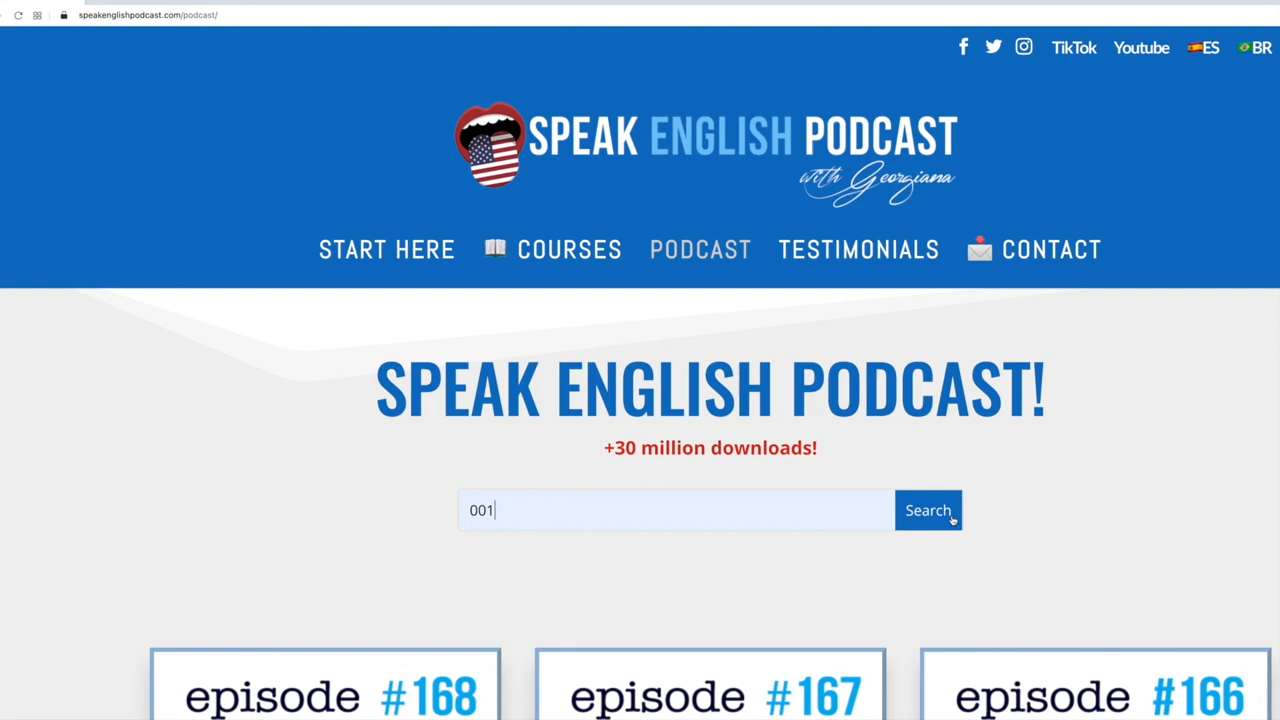 speakenglishpodcast.com/podcast/
TikTok Youtube ES BR
SPEAK ENGLISH PODCAST
with Georgiana
START HERE COURSES PODCAST TESTIMONIALS CONTACT
SPEAK ENGLISH PODCAST!
+30 million downloads!
001 Search
episode #168 episode #167 episode #166